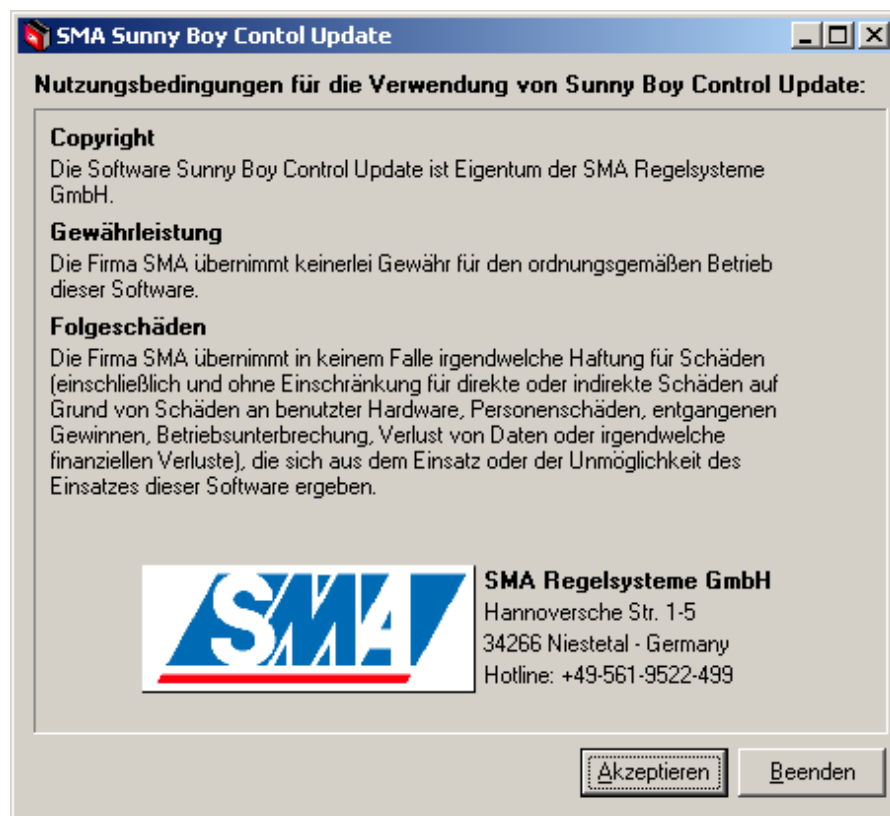 SMA Sunny Boy Contol Update
Nutzungsbedingungen für die Verwendung von Sunny Boy Control Update:
Copyright
Die Software Sunny Boy Control Update ist Eigentum der SMA Regelsysteme
GmbH.
Gewährleistung
Die Firma SMA übernimmt keinerlei Gewähr für den ordnungsgemäßen Betrieb
dieser Software.
Folgeschäden
Die Firma SMA übernimmt in keinem Falle irgendwelche Haftung für Schäden
(einschließlich und ohne Einschränkung für direkte oder indirekte Schäden auf
Grund von Schäden an benutzter Hardware, Personenschäden, entgangenen
Gewinnen, Betriebsunterbrechung, Verlust von Daten oder irgendwelche
finanziellen Verluste), die sich aus dem Einsatz oder der Unmöglichkeit des
Einsatzes dieser Software ergeben.
SMA
SMA Regelsysteme GmbH
Hannoversche Str. 1-5
34266 Niestetal - Germany
Hotline: +49-561-9522-499
Akzeptieren
Beenden